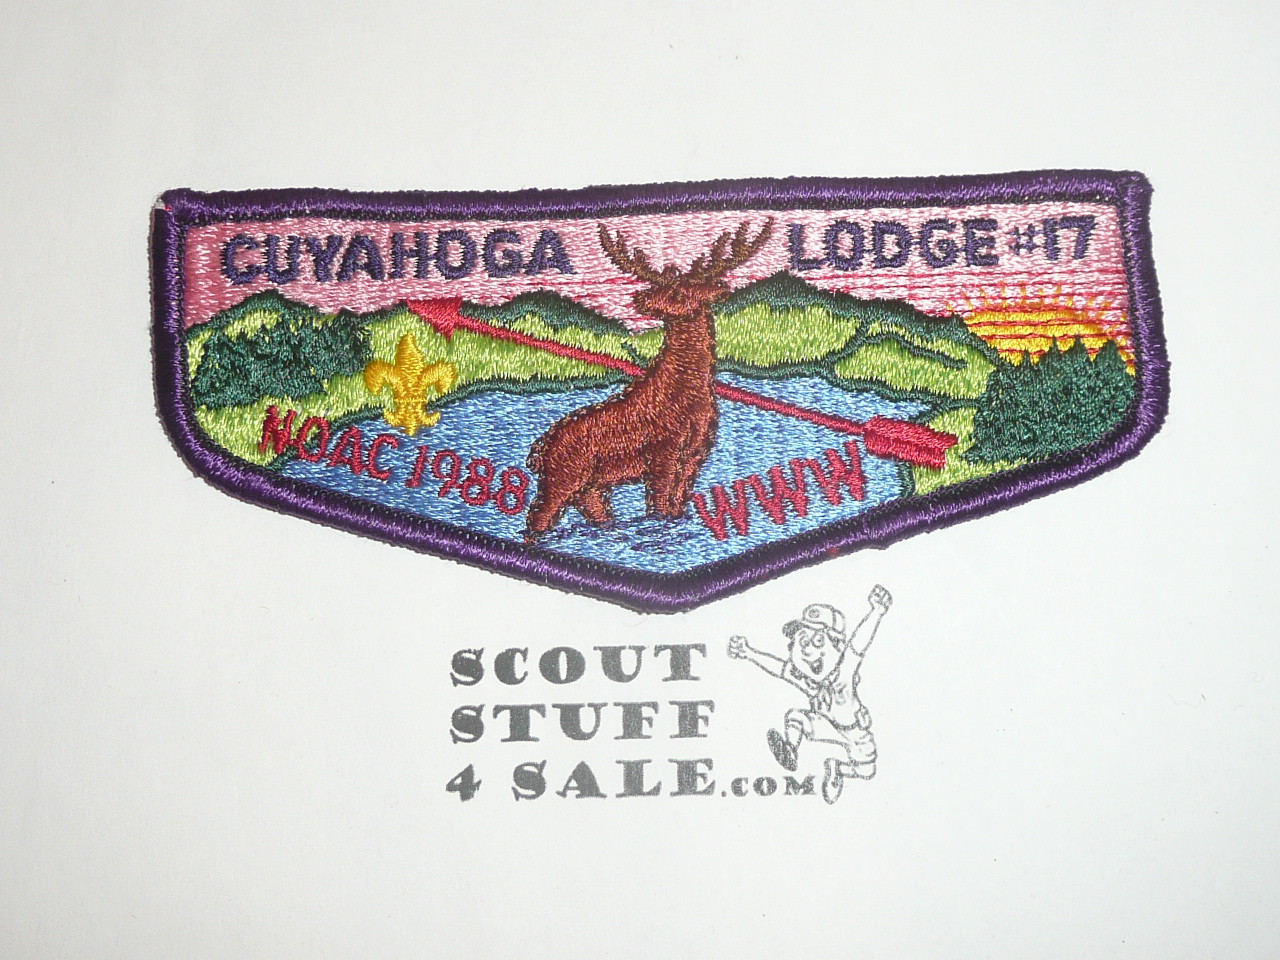 CUYAHOGA LODGE #17
NOAC 1988 WWW
SCOUT
STUFF
4 SALE.COM